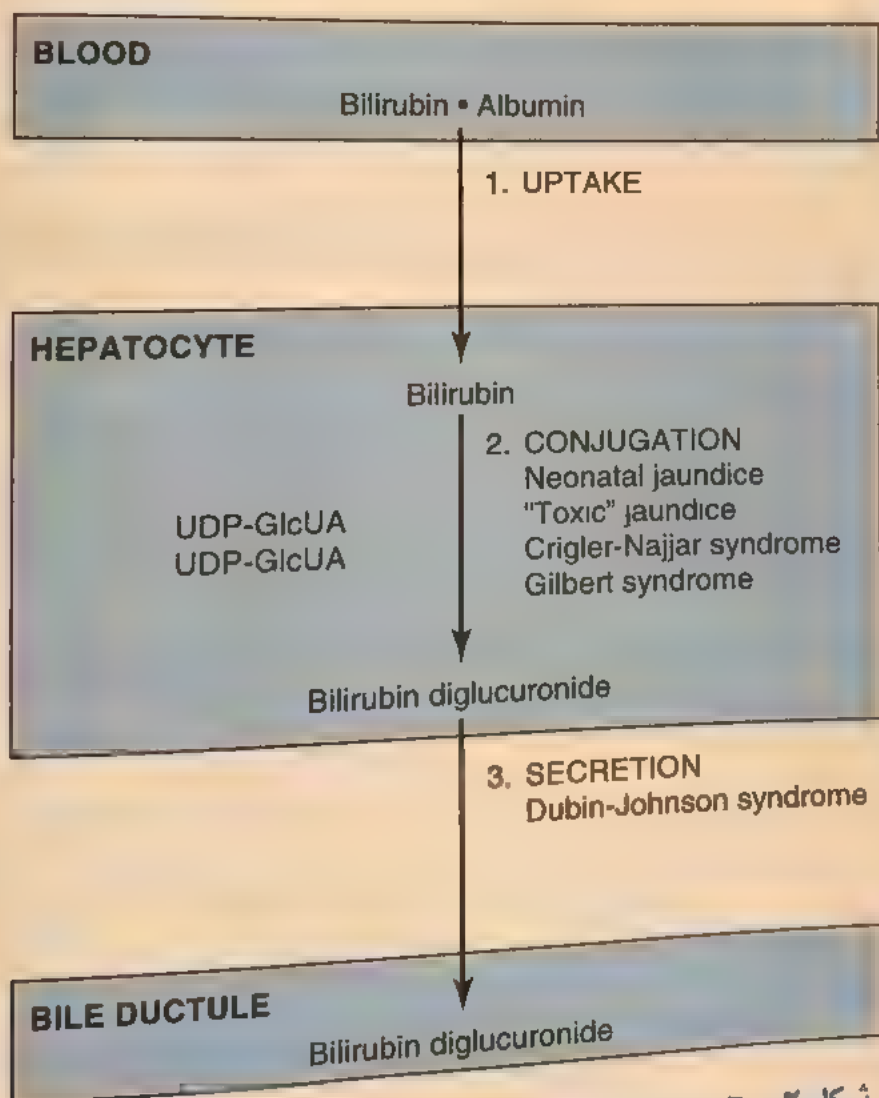 BLOOD
Bilirubin • Albumin
1. UPTAKE
HEPATOCYTE
Bilirubin
2. CONJUGATION
Neonatal jaundice
"Toxic" jaundice
Crigler-Najjar syndrome
Gilbert syndrome
UDP-GlcUA
UDP-GlcUA
Bilirubin diglucuronide
3. SECRETION
Dubin-Johnson syndrome
BILE DUCTULE
Bilirubin diglucuronide